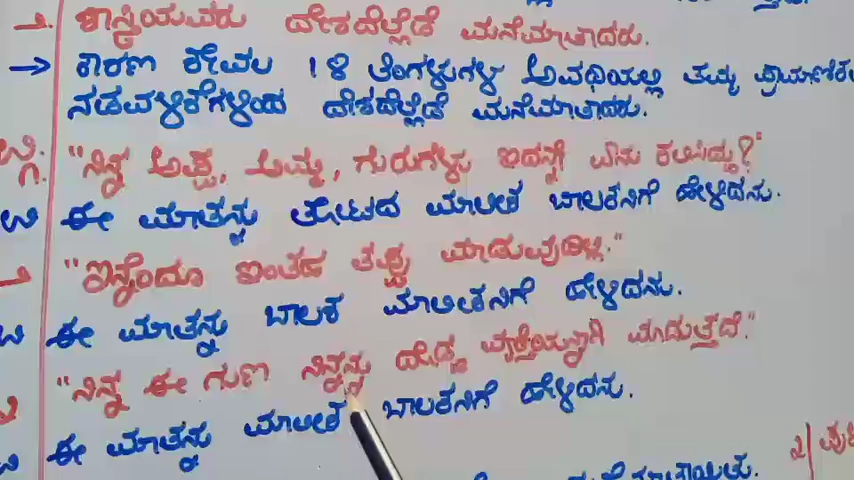 ಶಾಸ್ತ್ರಿಯವರು ದೇಶದೆಲ್ಲೆಡೆ ಮನೆಮಾತಾದರು.
→ ಕಾರಣ ಕೇವಲ 18 ತಿಂಗಳುಗಳ ಅವಧಿಯಲ್ಲಿ ತಮ್ಮ
ನಡವಳಿಕೆಗಳಿಂದ ದೇಶದೆಲ್ಲೆಡೆ ಮನೆಮಾತಾದರು.
"ನಿನ್ನ ಅಪ್ಪ, ಅಮ್ಮ, ಗುರುಗಳು ಇದನ್ನೇ ಏನು ಕಲಿಸಿದ್ದು?"
ಈ ಮಾತನ್ನು ತೋಟದ ಮಾಲೀಕ ಬಾಲಕನಿಗೆ ಹೇಳಿದನು.
"ಇನ್ನೆಂದೂ ಇಂತಹ ತಪ್ಪು ಮಾಡುವುದಿಲ್ಲ."
ಈ ಮಾತನ್ನು ಬಾಲಕ ಮಾಲೀಕನಿಗೆ ಹೇಳಿದನು.
"ನಿನ್ನ ಈ ಗುಣ ನಿನ್ನನ್ನು ದೊಡ್ಡ ವ್ಯಕ್ತಿಯನ್ನಾಗಿ ಮಾಡುತ್ತದೆ."
ಈ ಮಾತನ್ನು ಮಾಲೀಕ ಬಾಲಕನಿಗೆ ಹೇಳಿದನು.